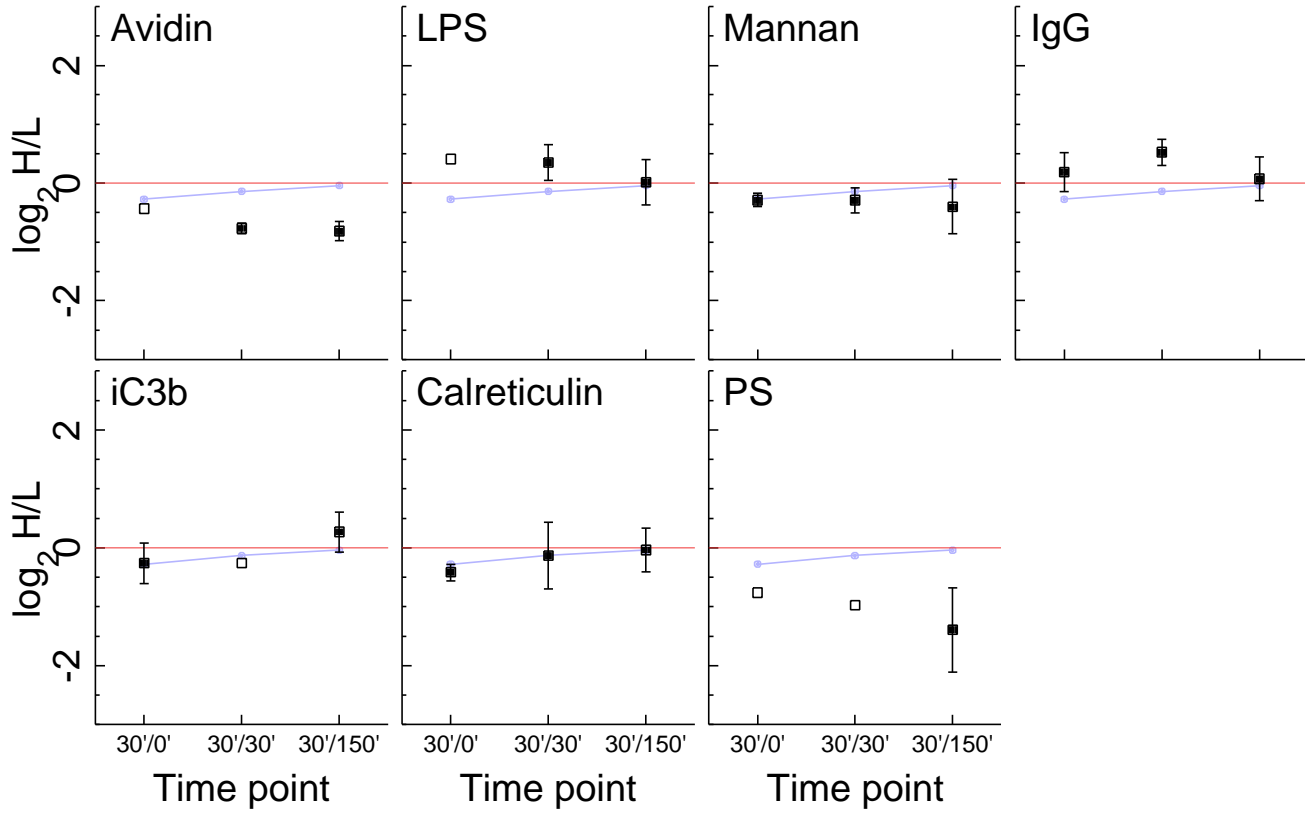 Avidin
LPS
Mannan
IgG
2
0
-2
log2 H/L
iC3b
Calreticulin
PS
2
0
-2
log2 H/L
30'/0' 30'/30' 30'/150'
30'/0' 30'/30' 30'/150'
30'/0' 30'/30' 30'/150'
Time point
Time point
Time point